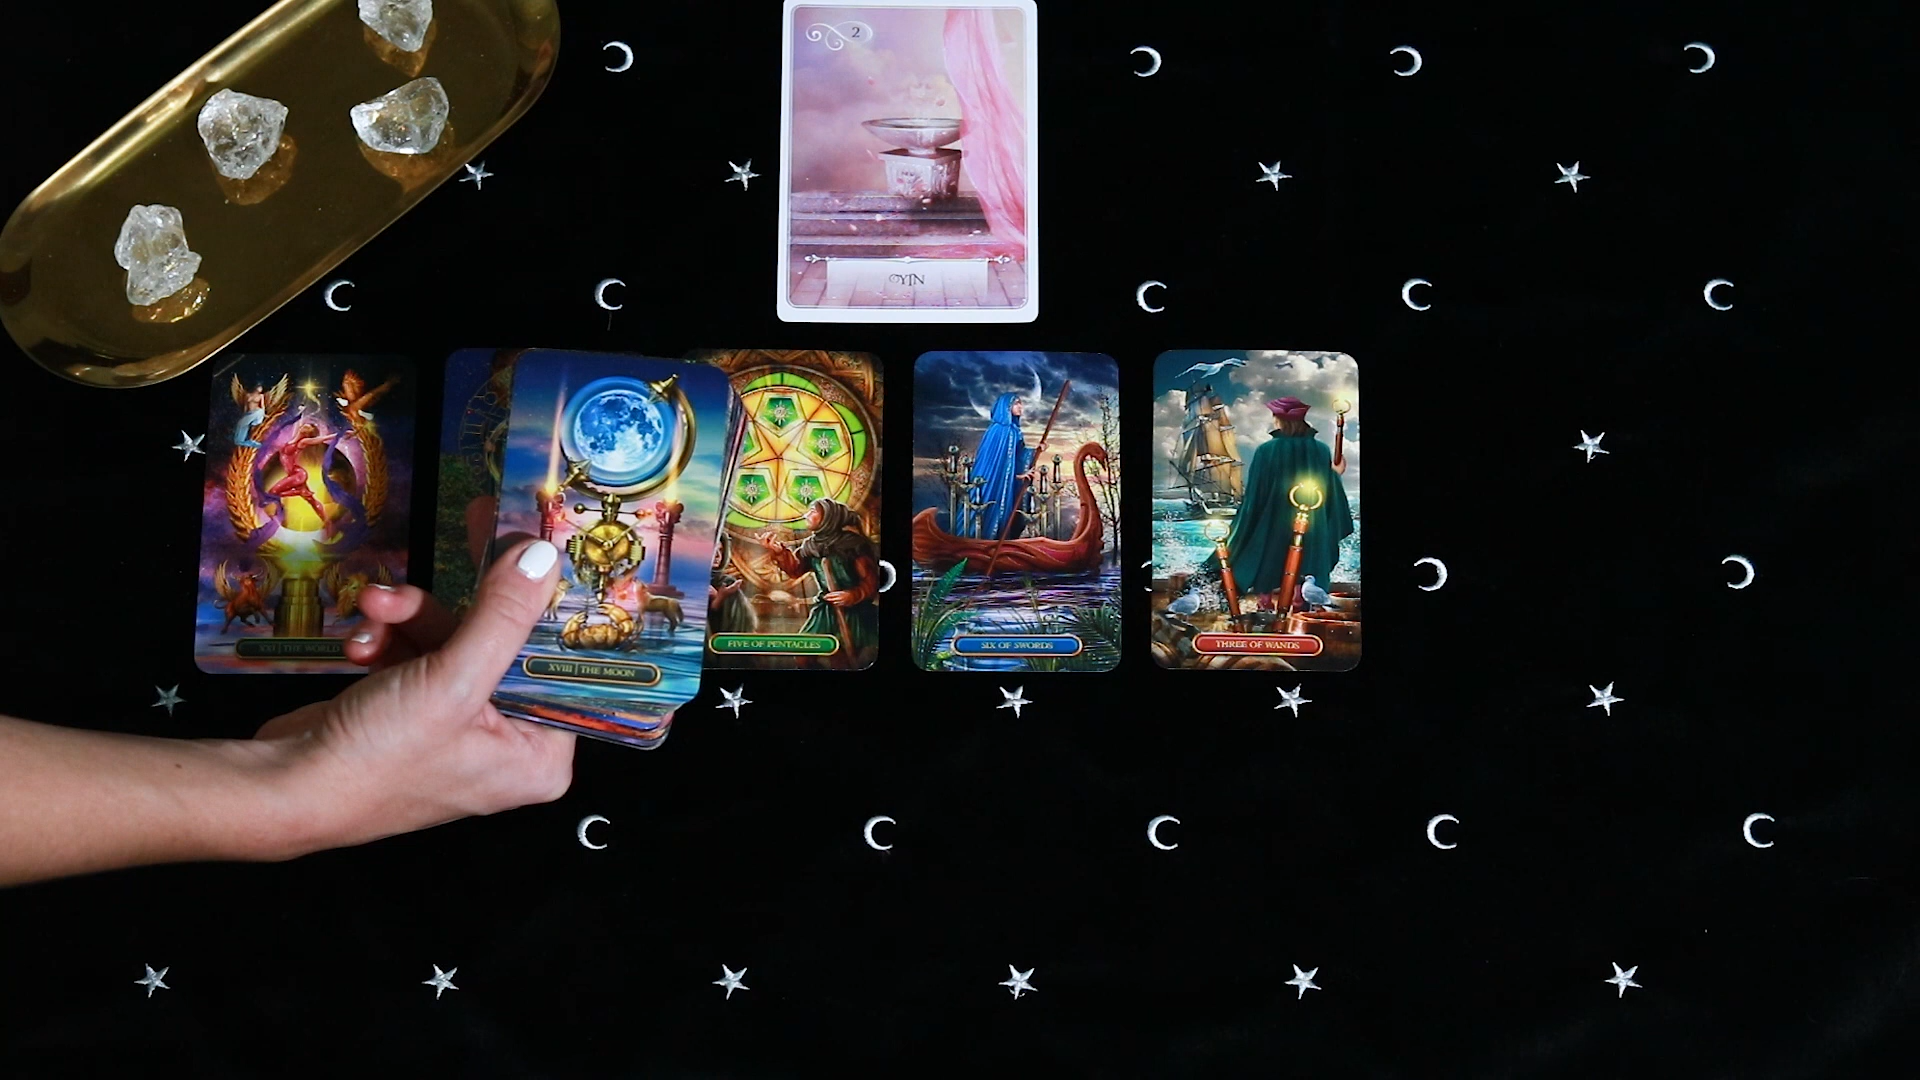 2
YIN
XXI | THE WORLD
XVIII | THE MOON
FIVE OF PENTACLES
SIX OF SWORDS
THREE OF WANDS